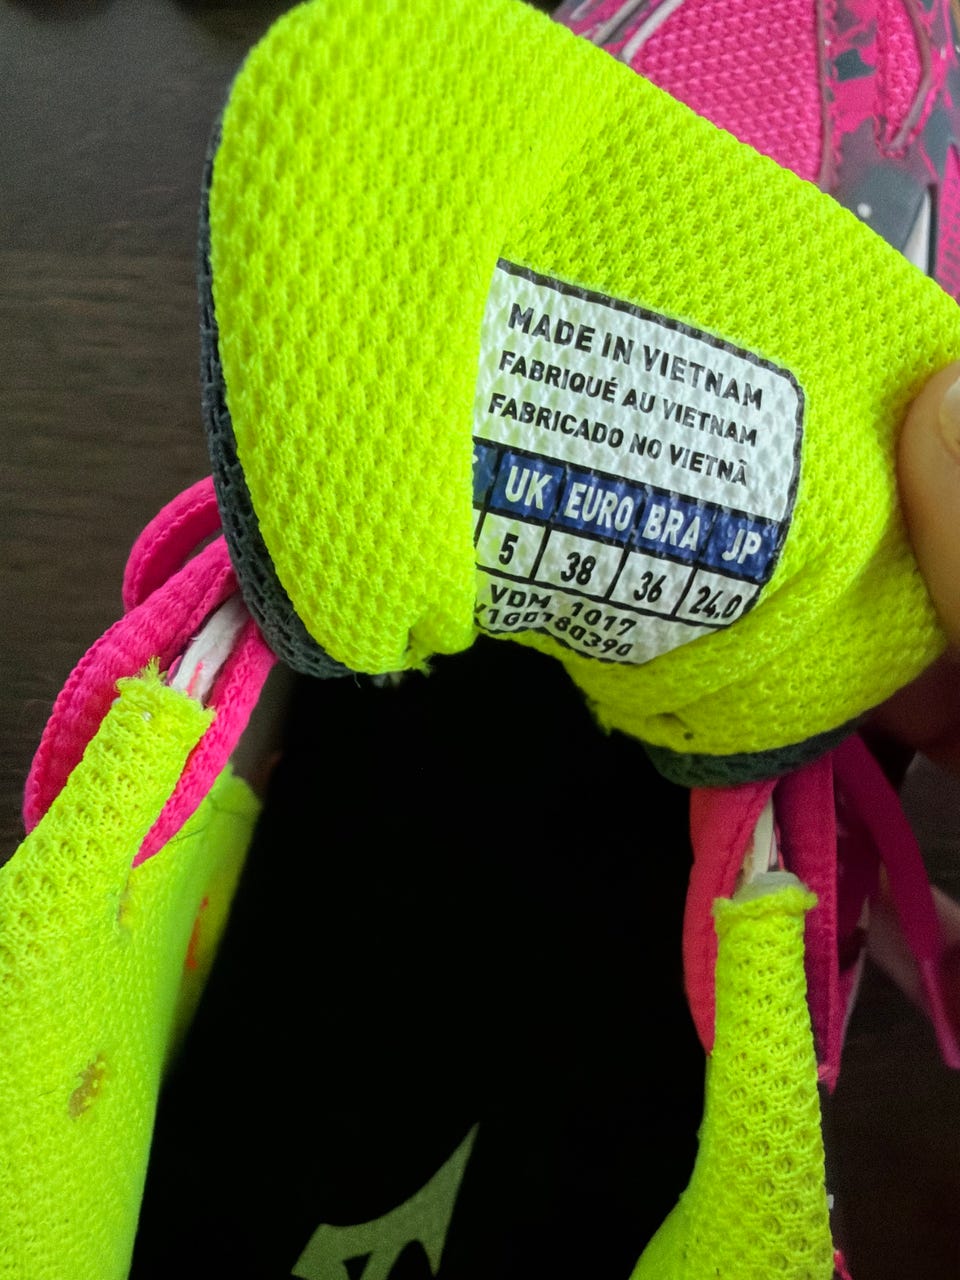 MADE IN VIETNAM
FABRIQUÉ AU VIETNAM
FABRICADO NO VIETNÃ
UK EURO BRA JP
5 38 36 24.0
VDM 1017